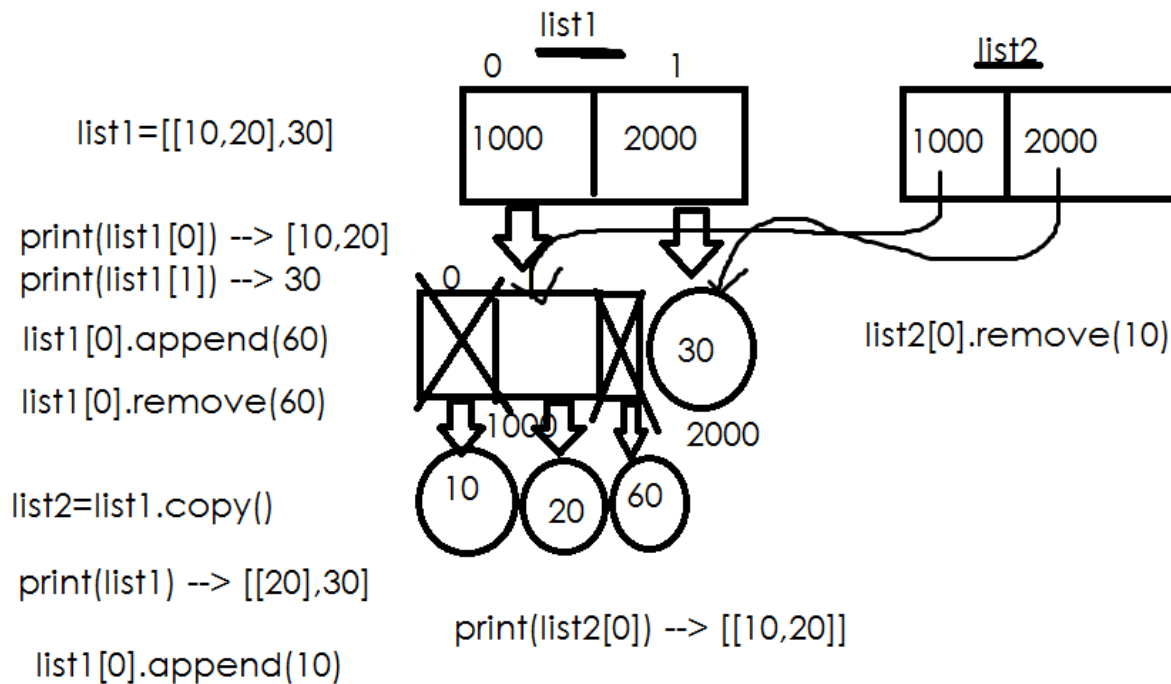 list1
list2
0
1
list1=[[10,20],30]
1000
2000
1000
2000
print(list1[0]) --> [10,20]
print(list1[1]) --> 30
0
list1[0].append(60)
30
list2[0].remove(10)
list1[0].remove(60)
1000
2000
10
20
60
list2=list1.copy()
print(list1) --> [[20],30]
print(list2[0]) --> [[10,20]]
list1[0].append(10)